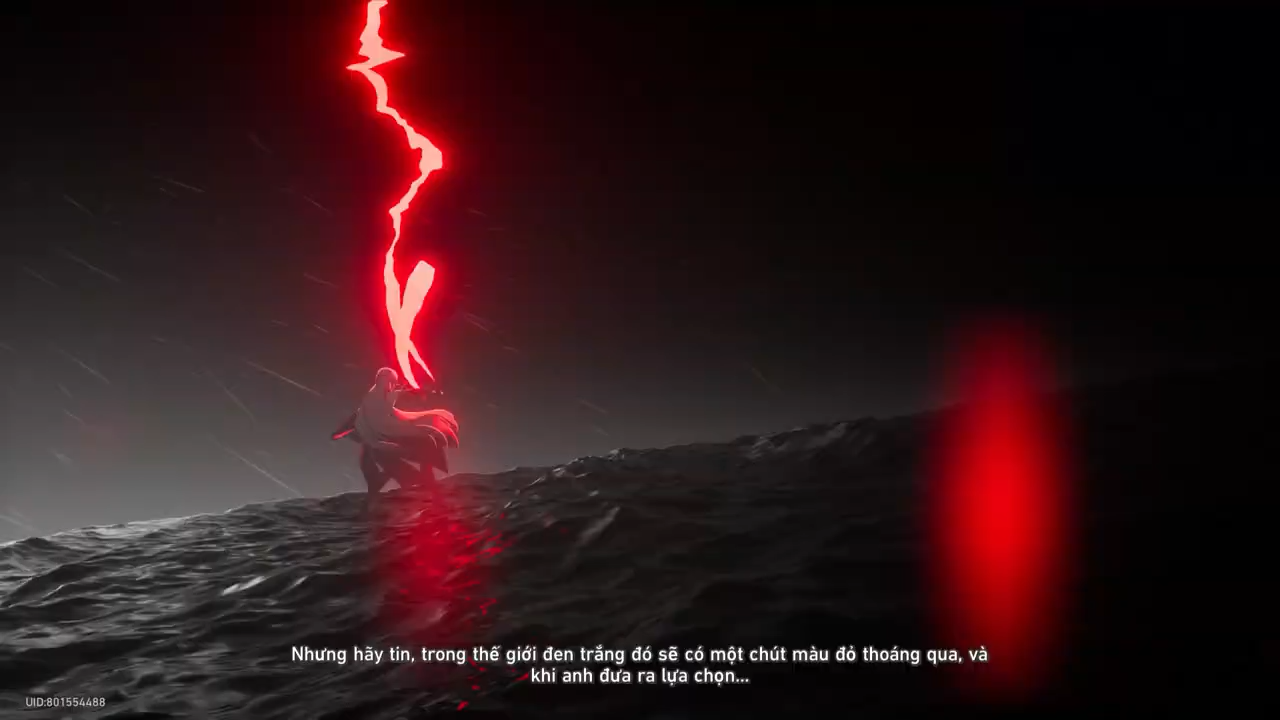 Nhưng hãy tin, trong thế giới đen trắng đó sẽ có một chút màu đỏ thoáng qua, và
khi anh đưa ra lựa chọn...
UID:801554488